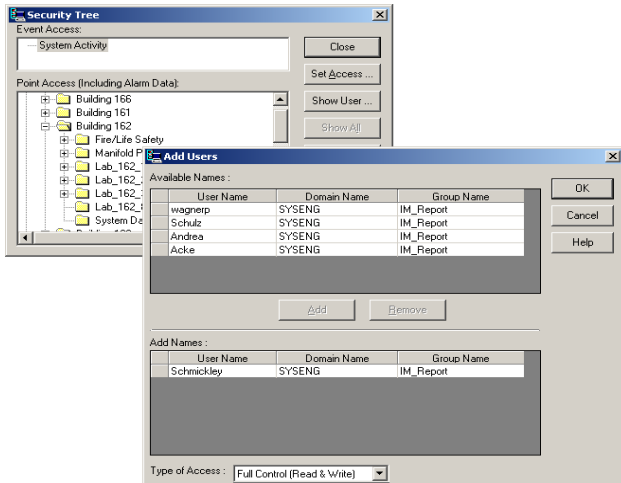 Security Tree
Event Access:
System Activity
Close
Set Access ...
Point Access (Including Alarm Data):
Show User ...
Show All
Building 166
Building 161
Building 162
Fire/Life Safety
Manifold P
Lab_162_
Lab_162_
Lab_162_
Lab_162_
System Da
Add Users
Available Names :
User Name Domain Name Group Name
wagnerp SYSENG IM_Report
Schulz SYSENG IM_Report
Andrea SYSENG IM_Report
Acke SYSENG IM_Report
OK
Cancel
Help
Add Remove
Add Names :
User Name Domain Name Group Name
Schmickley SYSENG IM_Report
Type of Access : Full Control (Read & Write)